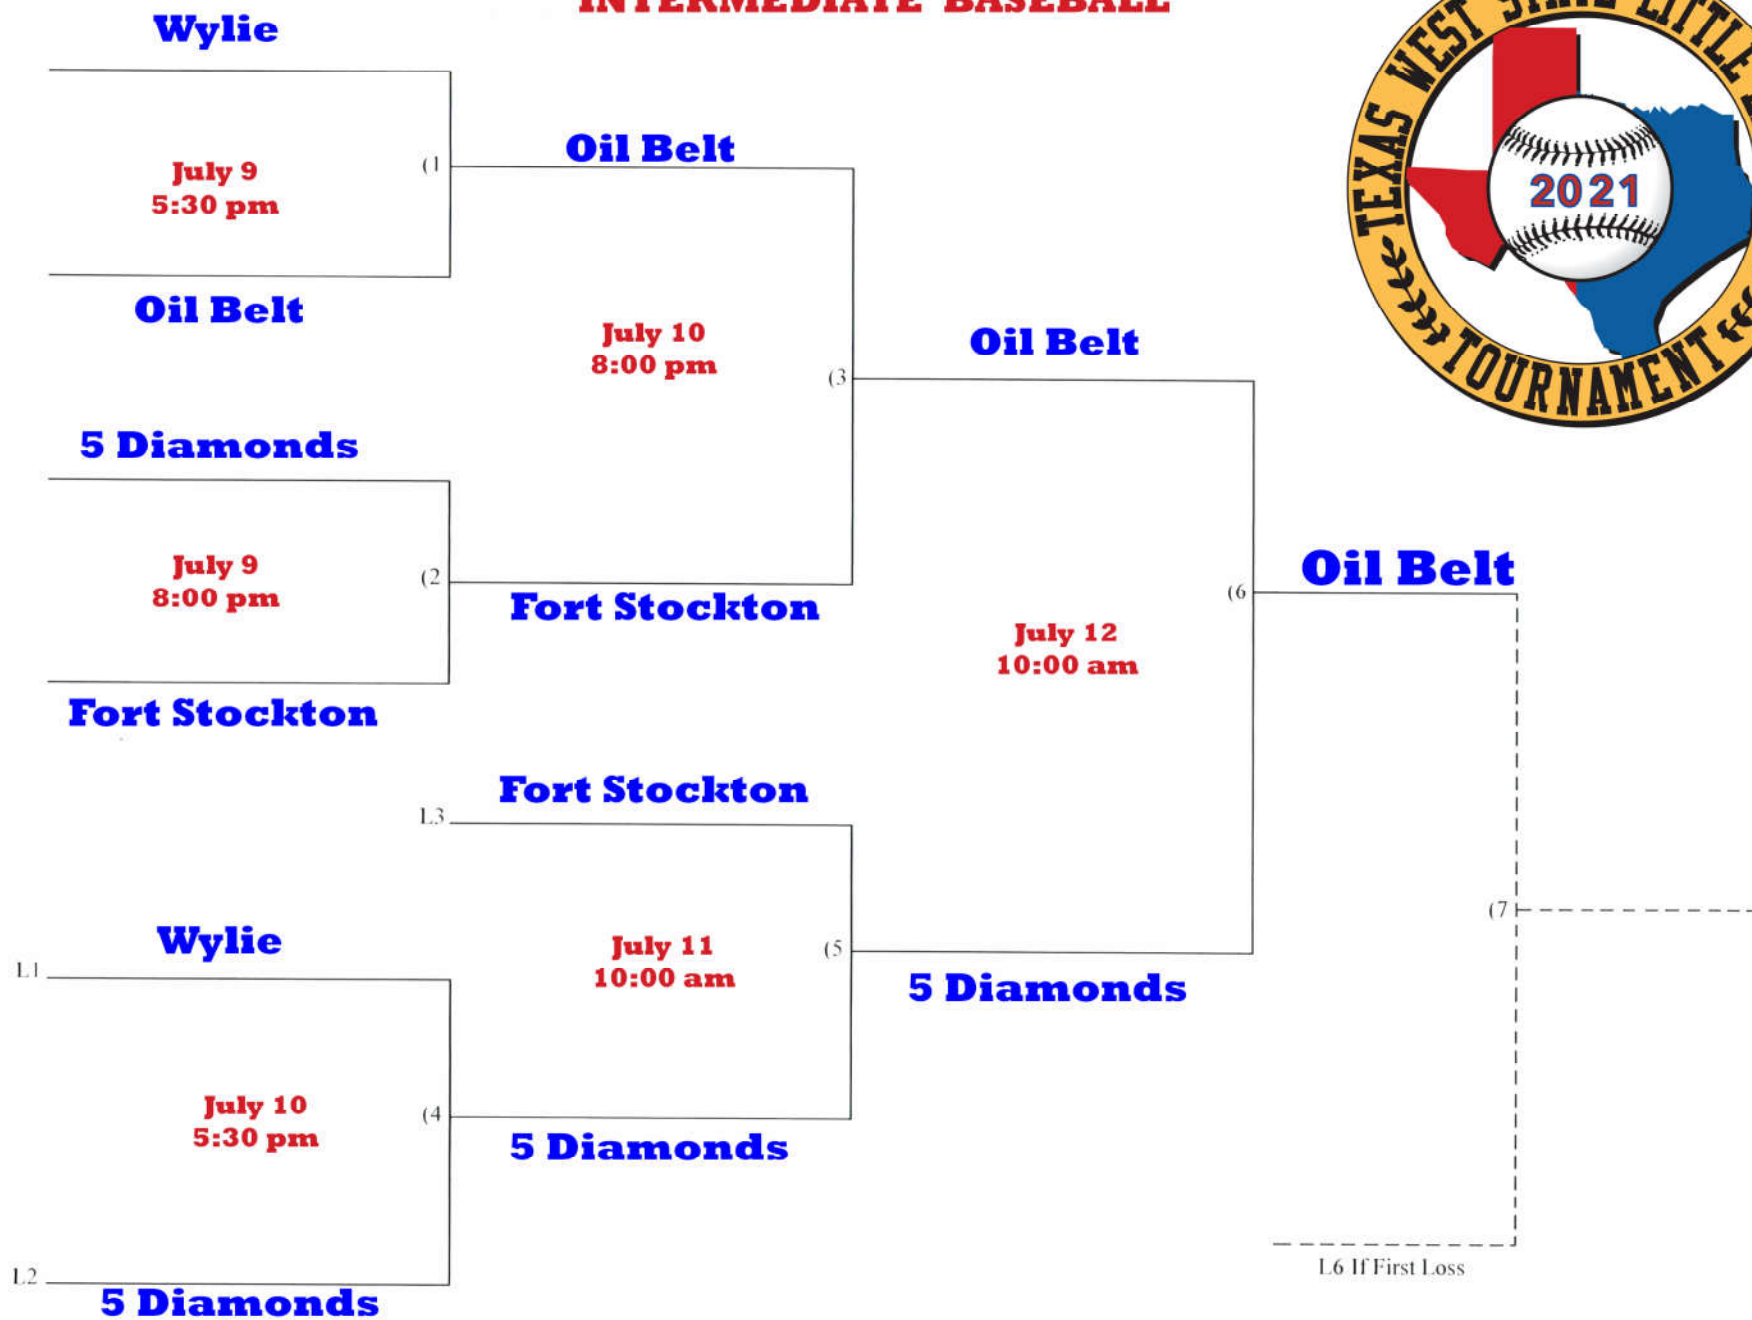 INTERMEDIATE BASEBALL
Wylie
July 9
5:30 pm
(1
Oil Belt
Oil Belt
July 10
8:00 pm
(3
Oil Belt
5 Diamonds
July 9
8:00 pm
(2
Fort Stockton
Fort Stockton
July 12
10:00 am
(6
Oil Belt
Fort Stockton
L3
July 11
10:00 am
(5
5 Diamonds
(7
Wylie
L1
July 10
5:30 pm
(4
5 Diamonds
L2
5 Diamonds
L6 If First Loss
TEXAS WEST STATE LITTLE
2021
TOURNAMENT